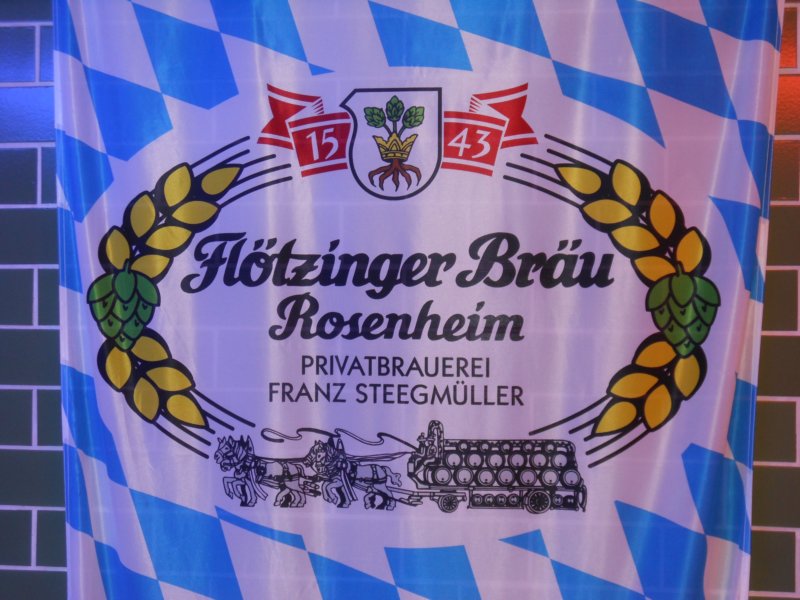 15 43
Flötzinger Bräu
Rosenheim
PRIVATBRAUEREI
FRANZ STEEGMÜLLER